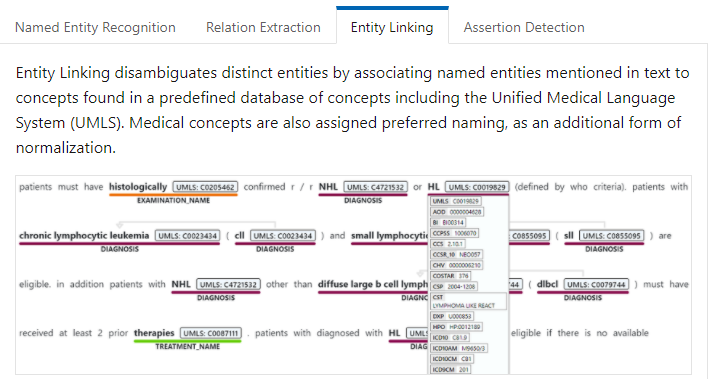 Named Entity Recognition Relation Extraction Entity Linking Assertion Detection
Entity Linking disambiguates distinct entities by associating named entities mentioned in text to
concepts found in a predefined database of concepts including the Unified Medical Language
System (UMLS). Medical concepts are also assigned preferred naming, as an additional form of
normalization.
patients must have histologically UMLS: C0205462 confirmed r / r NHL UMLS: C4721532 or HL UMLS: C0019829 (defined by who criteria). patients with
EXAMINATION_NAME DIAGNOSIS
UMLS C0019829
AOD 0000004628
BI BI00314
CCPSS 1006070
chronic lymphocytic leukemia UMLS: C0023434 ( cll UMLS: C0023434 ) and small lymphocyti C0855095 ( sll UMLS: C0855095 ) are
DIAGNOSIS DIAGNOSIS DIAGNOSIS
CCS 2.10.1
CCSR_10 NEO057
CHV 0000006210
COSTAR 376
eligible. in addition patients with NHL UMLS: C4721532 other than diffuse large b cell lymph 44 ( dlbcl UMLS: C0079744 ) must have
DIAGNOSIS DIAGNO DIAGNOSIS
CSP 2004-1208
CST
LYMPHOMA LIKE REACT
DXP U000853
HPO HP:0012189
received at least 2 prior therapies UMLS: C0087111 . patients with diagnosed with HL UMLS eligible if there is no available
TREATMENT_NAME DIAG
ICD10 C81.9
ICD10AM M9650/3
ICD10CM C81
ICD9CM 201